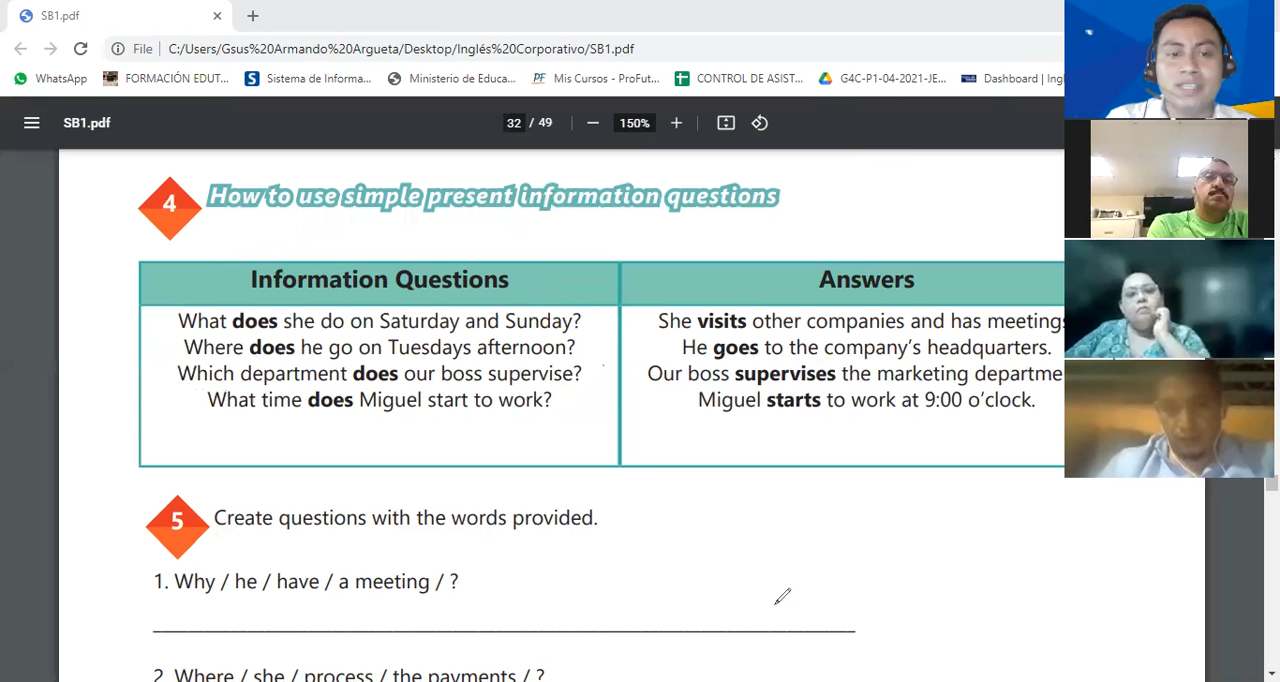 SB1.pdf
File C:/Users/Gsus%20Armando%20Argueta/Desktop/Inglés%20Corporativo/SB1.pdf
WhatsApp FORMACIÓN EDUT... Sistema de Informa... Ministerio de Educa... PF Mis Cursos - ProFut... CONTROL DE ASIST... G4C-P1-04-2021-JE... Dashboard | Ingl
SB1.pdf 32 / 49 150%
4 How to use simple present information questions
Information Questions Answers
What does she do on Saturday and Sunday? She visits other companies and has meetings
Where does he go on Tuesdays afternoon? He goes to the company's headquarters.
Which department does our boss supervise? Our boss supervises the marketing departme
What time does Miguel start to work? Miguel starts to work at 9:00 o'clock.
5 Create questions with the words provided.
1. Why / he / have / a meeting / ?
2. Where / she / process / the payments / ?